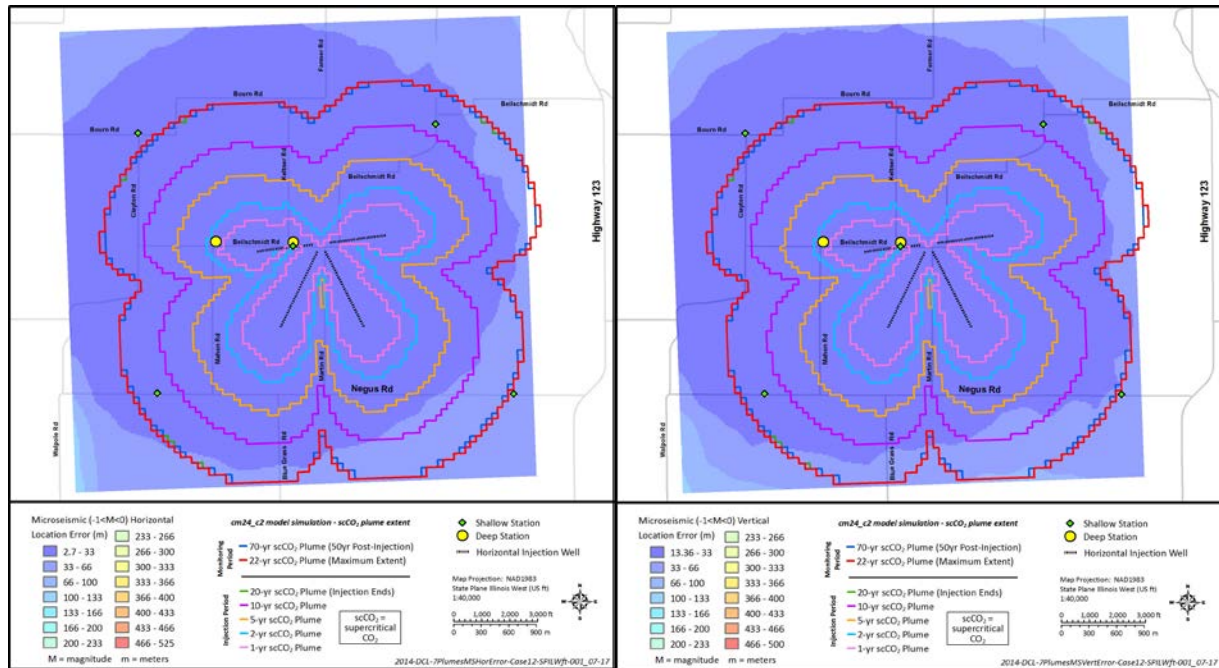 Bourn Rd
Farmer Rd
Beilschmidt Rd
Bourn Rd
Keltner Rd
Beilschmidt Rd
Clayton Rd
Highway 123
Beilschmidt Rd
Mahon Rd
Martin Rd
Negus Rd
Walpole Rd
Blue Grass Rd
Microseismic (-1<M<0) Horizontal
Location Error (m)
2.7 - 33
33 - 66
66 - 100
100 - 133
133 - 166
166 - 200
200 - 233
233 - 266
266 - 300
300 - 333
333 - 366
366 - 400
400 - 433
433 - 466
466 - 525
M = magnitude m = meters
cm24_c2 model simulation - scCO₂ plume extent
Monitoring Period
70-yr scCO₂ Plume (50yr Post-Injection)
22-yr scCO₂ Plume (Maximum Extent)
Injection Period
20-yr scCO₂ Plume (Injection Ends)
10-yr scCO₂ Plume
5-yr scCO₂ Plume
2-yr scCO₂ Plume
1-yr scCO₂ Plume
scCO₂ =
supercritical
CO₂
Shallow Station
Deep Station
Horizontal Injection Well
Map Projection: NAD1983
State Plane Illinois West (US ft)
1:40,000
0 1,000 2,000 3,000 ft
0 300 600 900 m
2014-DCL-7PlumesMSHorError-Case12-SPILWft-001_07-17
Bourn Rd
Farmer Rd
Beilschmidt Rd
Bourn Rd
Keltner Rd
Beilschmidt Rd
Clayton Rd
Highway 123
Beilschmidt Rd
Mahon Rd
Martin Rd
Negus Rd
Walpole Rd
Blue Grass Rd
Microseismic (-1<M<0) Vertical
Location Error (m)
13.36 - 33
33 - 66
66 - 100
100 - 133
133 - 166
166 - 200
200 - 233
233 - 266
266 - 300
300 - 333
333 - 366
366 - 400
400 - 433
433 - 466
466 - 500
M = magnitude m = meters
cm24_c2 model simulation - scCO₂ plume extent
Monitoring Period
70-yr scCO₂ Plume (50yr Post-Injection)
22-yr scCO₂ Plume (Maximum Extent)
Injection Period
20-yr scCO₂ Plume (Injection Ends)
10-yr scCO₂ Plume
5-yr scCO₂ Plume
2-yr scCO₂ Plume
1-yr scCO₂ Plume
scCO₂ =
supercritical
CO₂
Shallow Station
Deep Station
Horizontal Injection Well
Map Projection: NAD1983
State Plane Illinois West (US ft)
1:40,000
0 1,000 2,000 3,000 ft
0 300 600 900 m
2014-DCL-7PlumesMSVertError-Case12-SPILWft-001_07-17